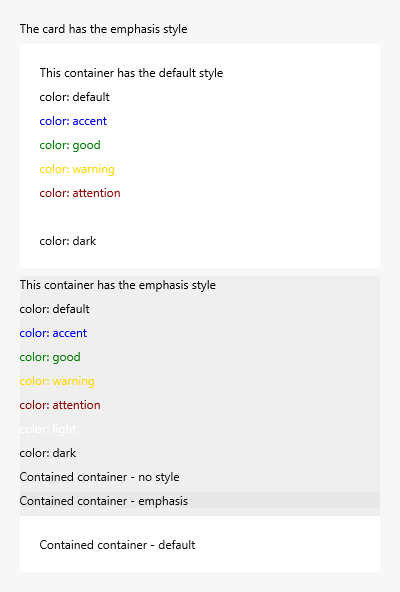 The card has the emphasis style
This container has the default style
color: default
color: accent
color: good
color: warning
color: attention
color: dark
This container has the emphasis style
color: default
color: accent
color: good
color: warning
color: attention
color: light
color: dark
Contained container - no style
Contained container - emphasis
Contained container - default